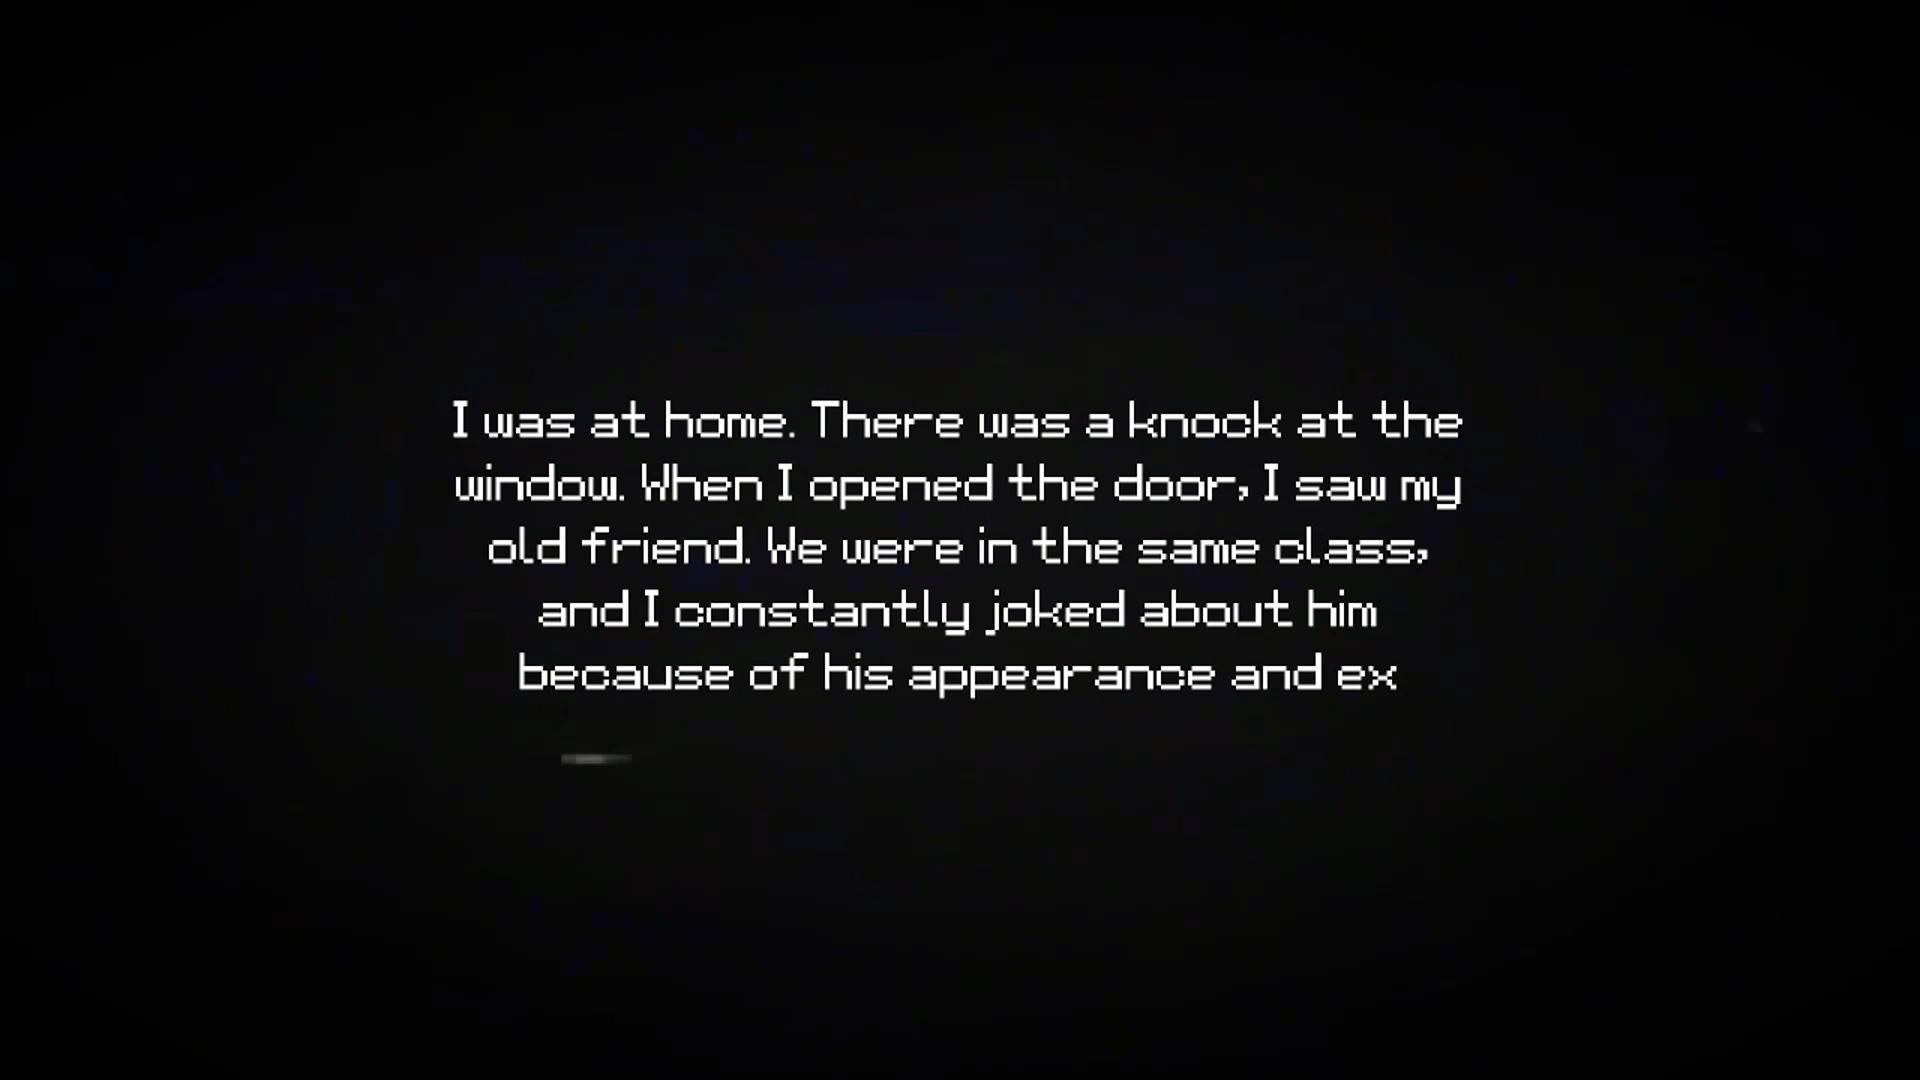 I was at home. There was a knock at the
window. When I opened the door, I saw my
old friend. We were in the same class,
and I constantly joked about him
because of his appearance and ex